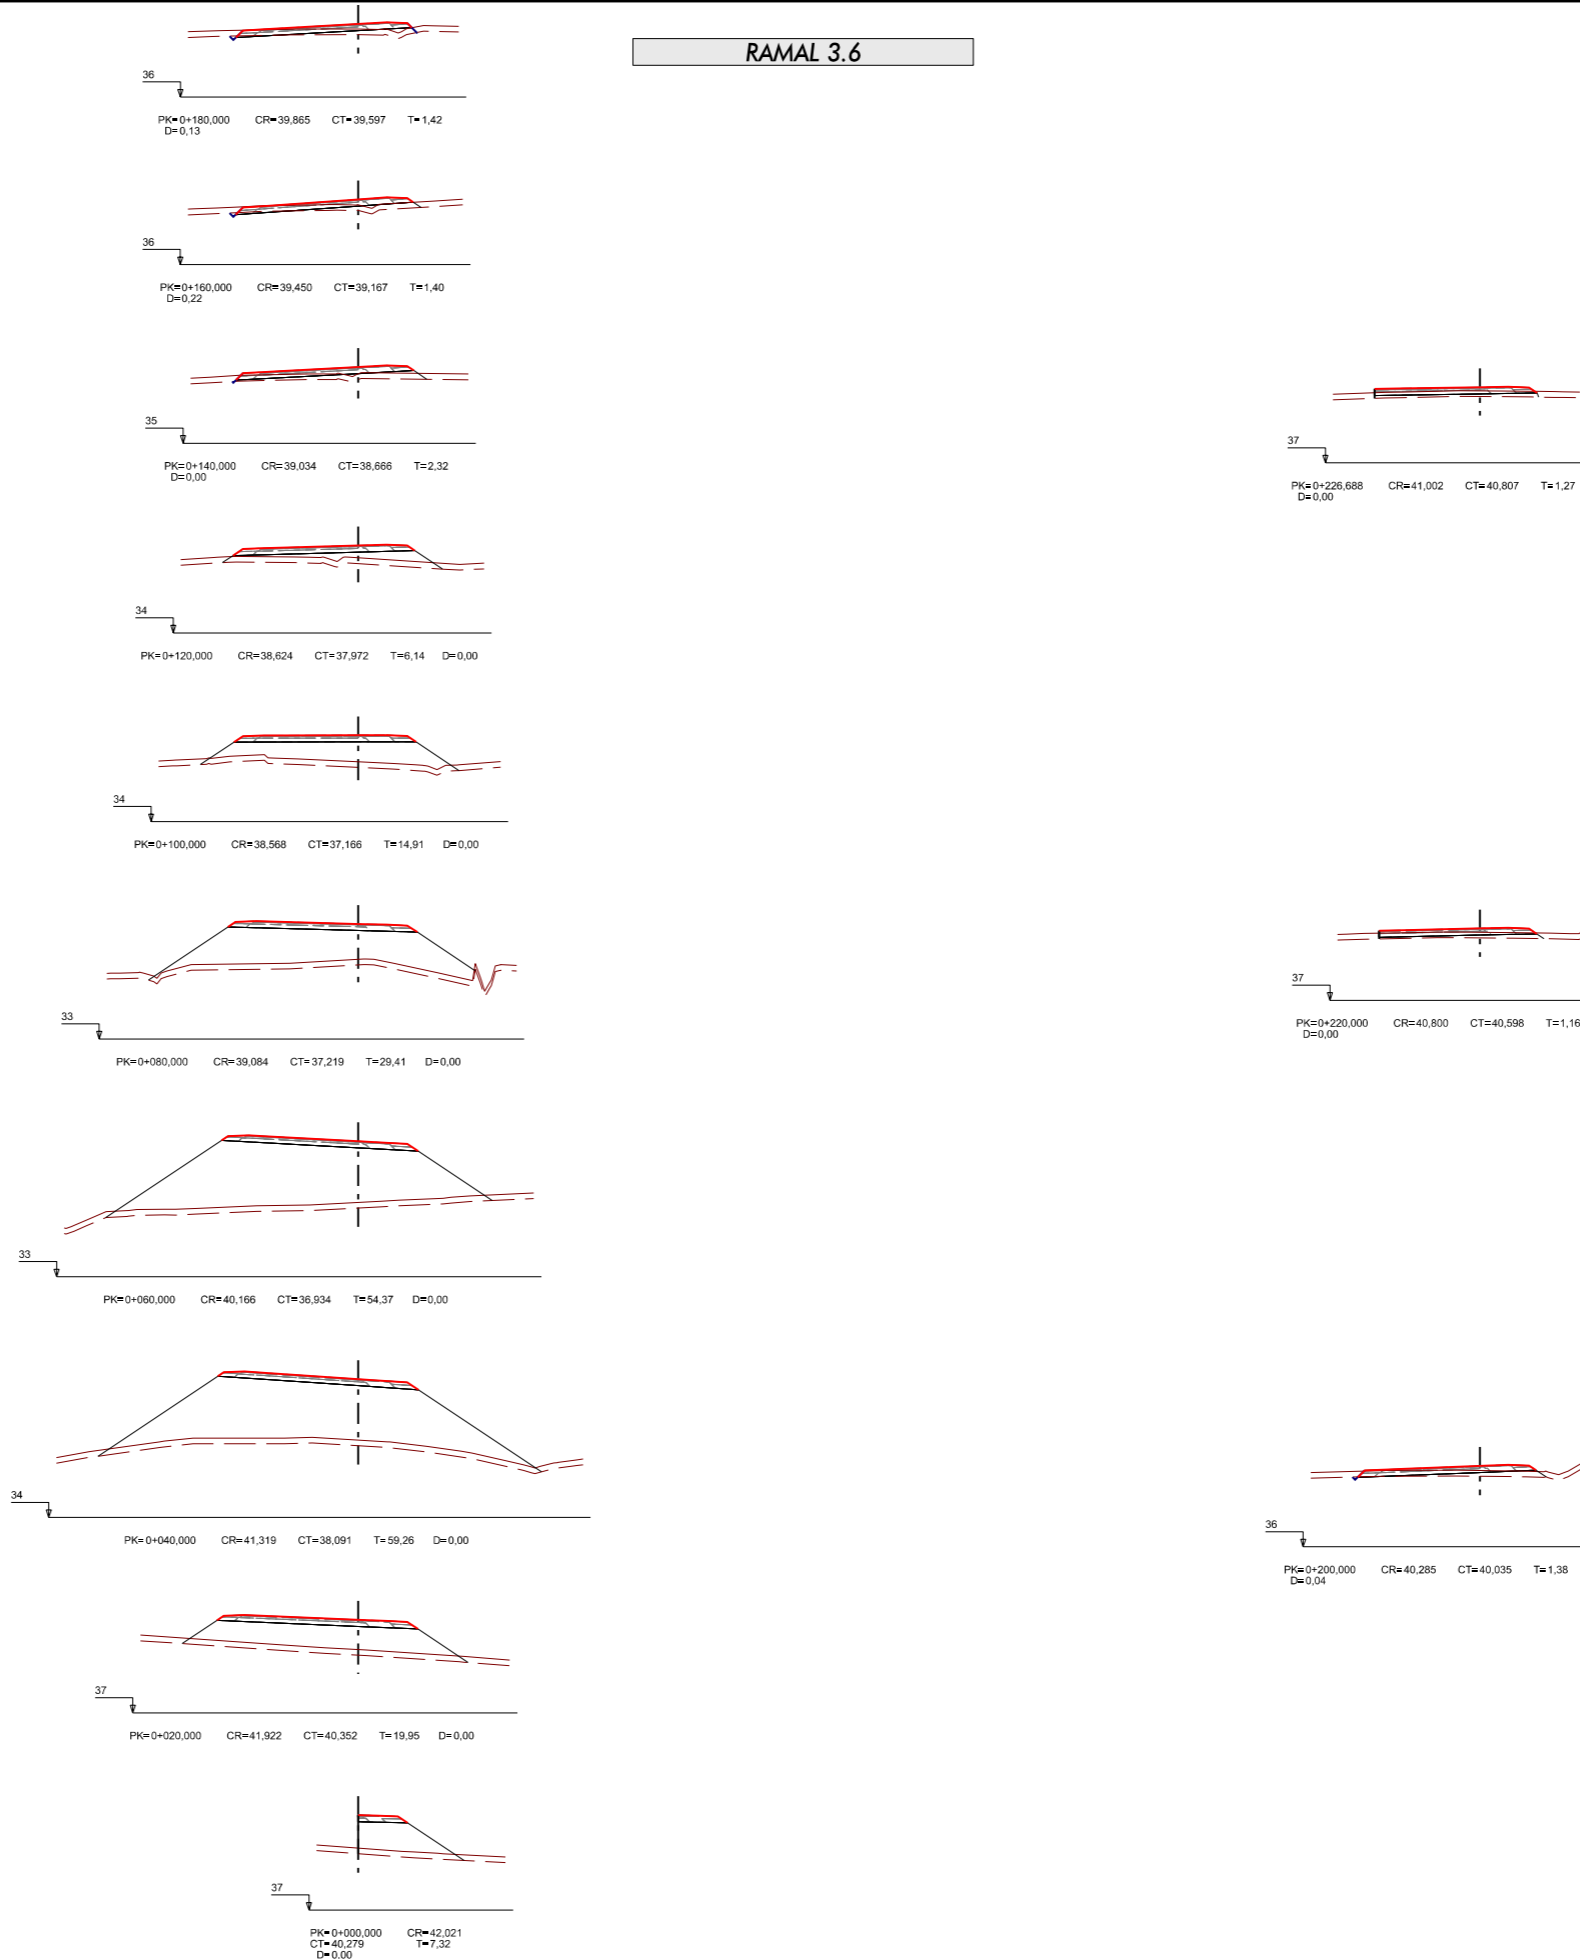 RAMAL 3.6
36
PK=0+180,000 CR=39,865 CT=39,597 T=1,42
D=0,13
36
PK=0+160,000 CR=39,450 CT=39,167 T=1,40
D=0,22
35
PK=0+140,000 CR=39,034 CT=38,666 T=2,32
D=0,00
34
PK=0+120,000 CR=38,624 CT=37,972 T=6,14 D=0,00
34
PK=0+100,000 CR=38,568 CT=37,166 T=14,91 D=0,00
33
PK=0+080,000 CR=39,084 CT=37,219 T=29,41 D=0,00
33
PK=0+060,000 CR=40,166 CT=36,934 T=54,37 D=0,00
34
PK=0+040,000 CR=41,319 CT=38,091 T=59,26 D=0,00
37
PK=0+020,000 CR=41,922 CT=40,352 T=19,95 D=0,00
37
PK=0+000,000 CR=42,021
CT=40,279 T=7,32
D=0,00
37
PK=0+226,688 CR=41,002 CT=40,807 T=1,27
D=0,00
37
PK=0+220,000 CR=40,800 CT=40,598 T=1,16
D=0,00
36
PK=0+200,000 CR=40,285 CT=40,035 T=1,38
D=0,04